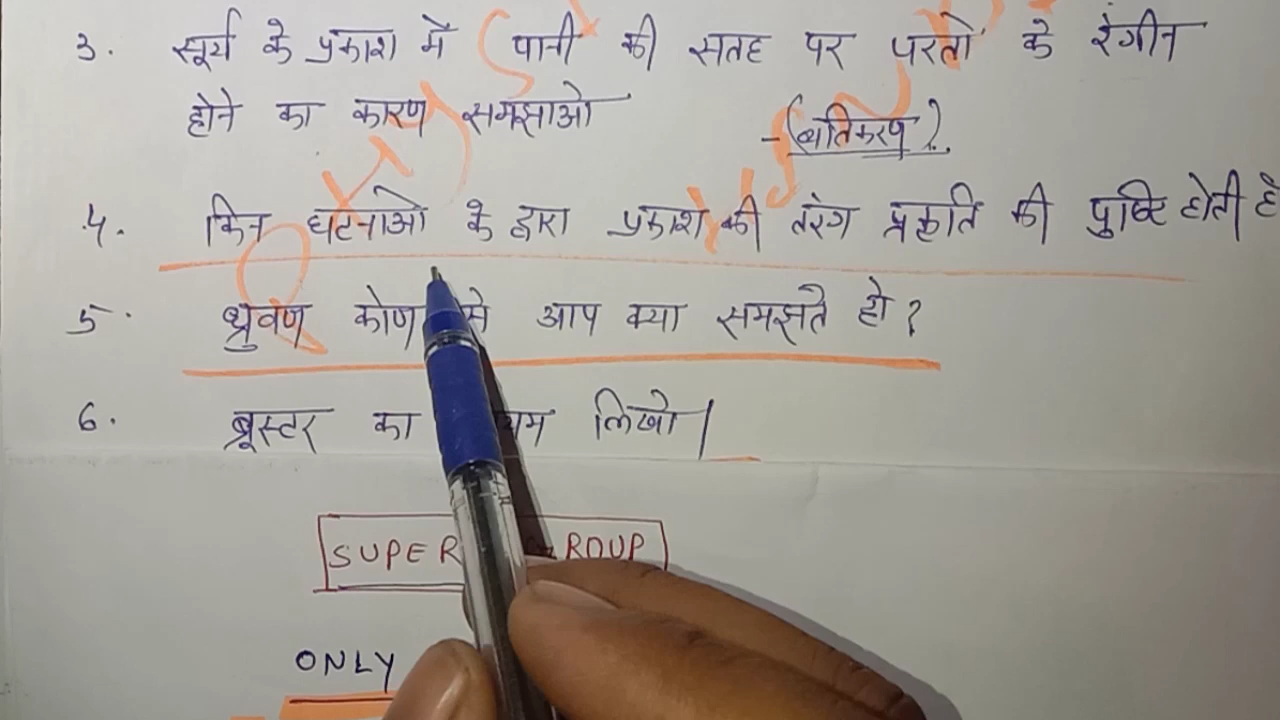 3. सूर्य के प्रकाश में पानी की सतह पर परतों के रंगीन
होने का कारण समझाओ -(व्यतिकरण).
4. किन घटनाओ के द्वारा प्रकाश की तरंग प्रकृति की पुष्टि होती है
5. ध्रुवण कोण से आप क्या समझते हो?
6. ब्रूस्टर का लिखो|
SUPER GROUP
ONLY